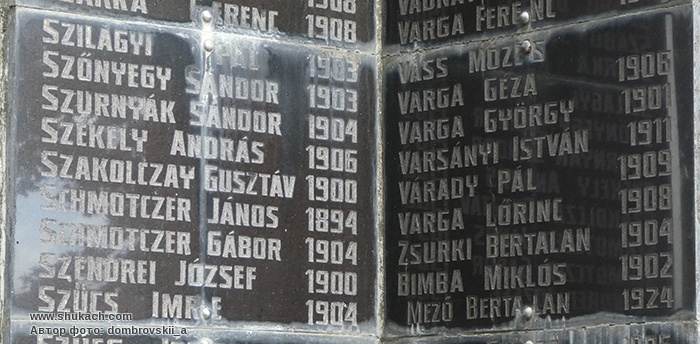 FERENC 1908
SZILÁGYI PÁL
SZŐNYEGY SÁNDOR 1903
SZURNYÁK SÁNDOR 1904
SZÉKELY ANDRÁS 1906
SZAKOLCZAY GUSZTÁV 1900
SCHMOTCZER JÁNOS 1894
SCHMOTCZER GÁBOR 1904
SZENDREI JÓZSEF 1900
SZŰCS IMRE 1904
VARGA FERENC
VASS MÓZES
VARGA GÉZA 1906
VARGA GYÖRGY 1901
VARSÁNYI ISTVÁN 1911
VÁRADY PÁL 1909
VARGA LŐRINC 1908
ZSURKI BERTALAN 1904
BIMBA MIKLÓS 1902
MEZŐ BERTALAN 1924
www.shukach.com
Автор фото: dombrovskii_a